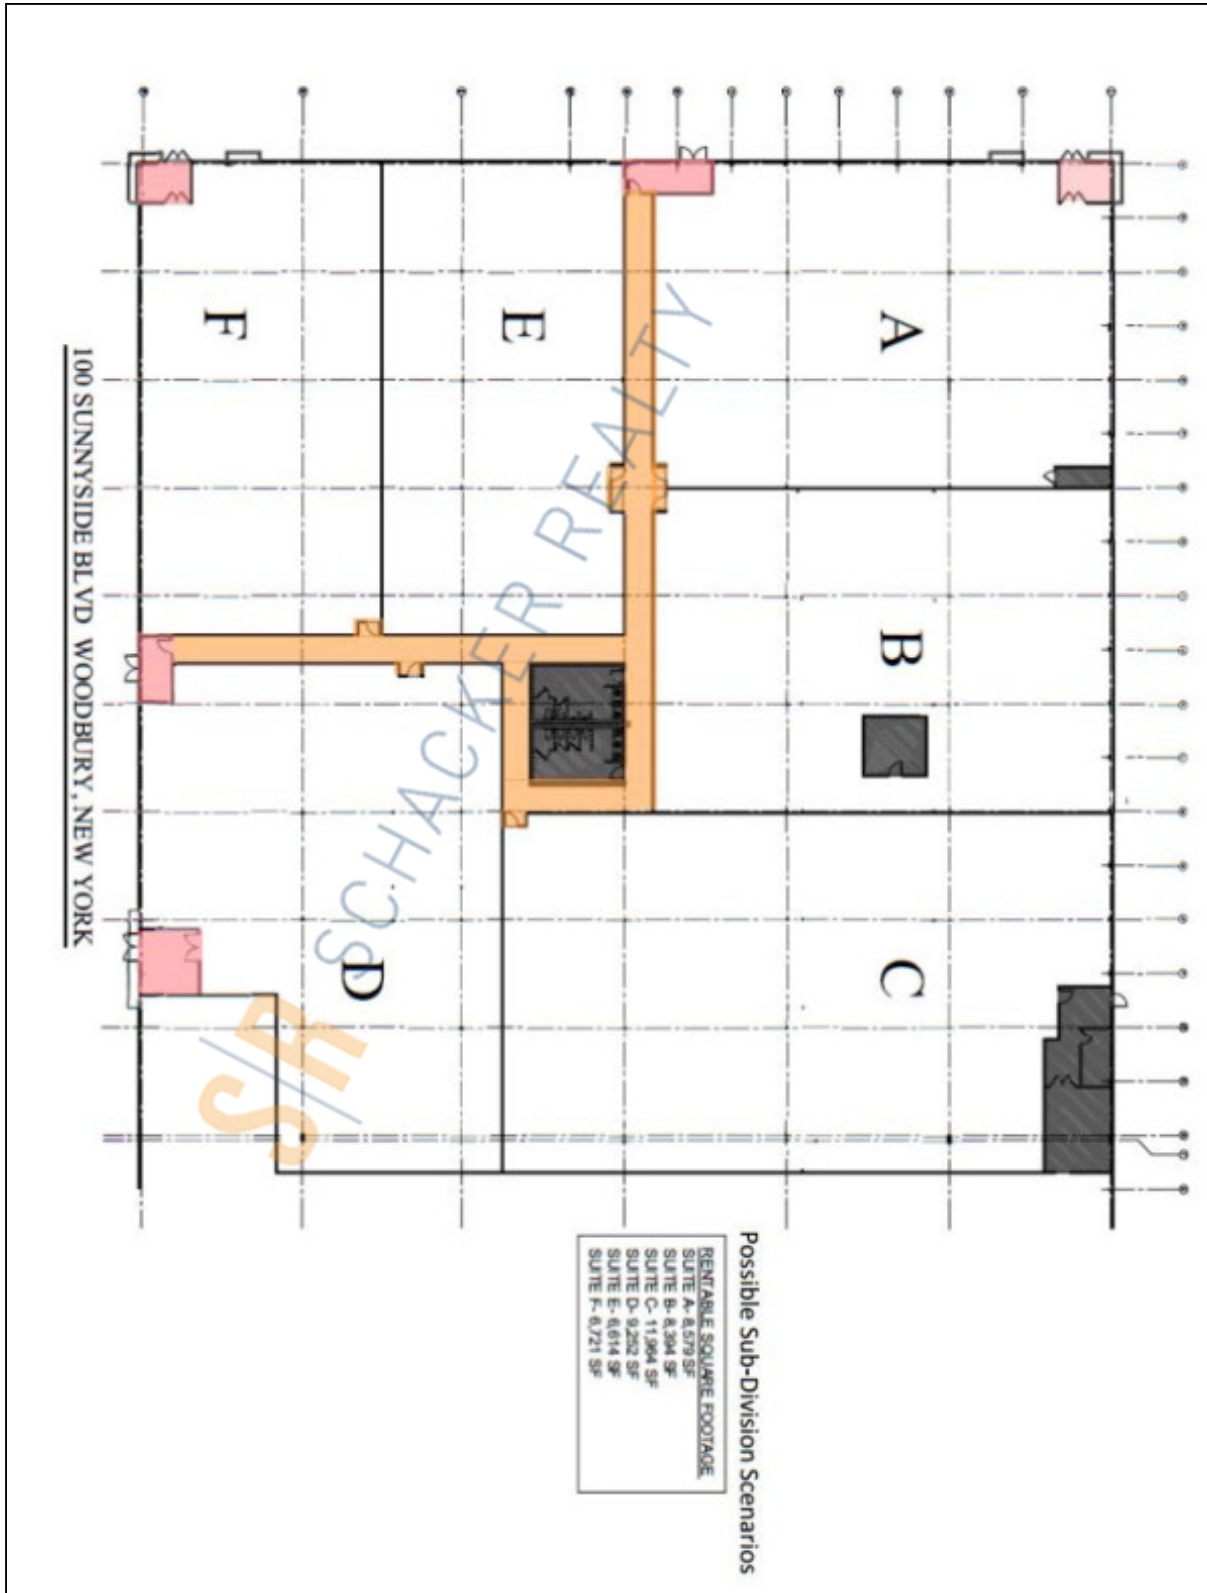 A
B
C
D
E
F
SCHACKER REALTY
S/R
100 SUNNYSIDE BLVD WOODBURY, NEW YORK
Possible Sub-Division Scenarios
RENTABLE SQUARE FOOTAGE
SUITE A- 8,579 SF
SUITE B- 8,394 SF
SUITE C- 11,964 SF
SUITE D- 9,252 SF
SUITE E- 6,614 SF
SUITE F- 6,721 SF